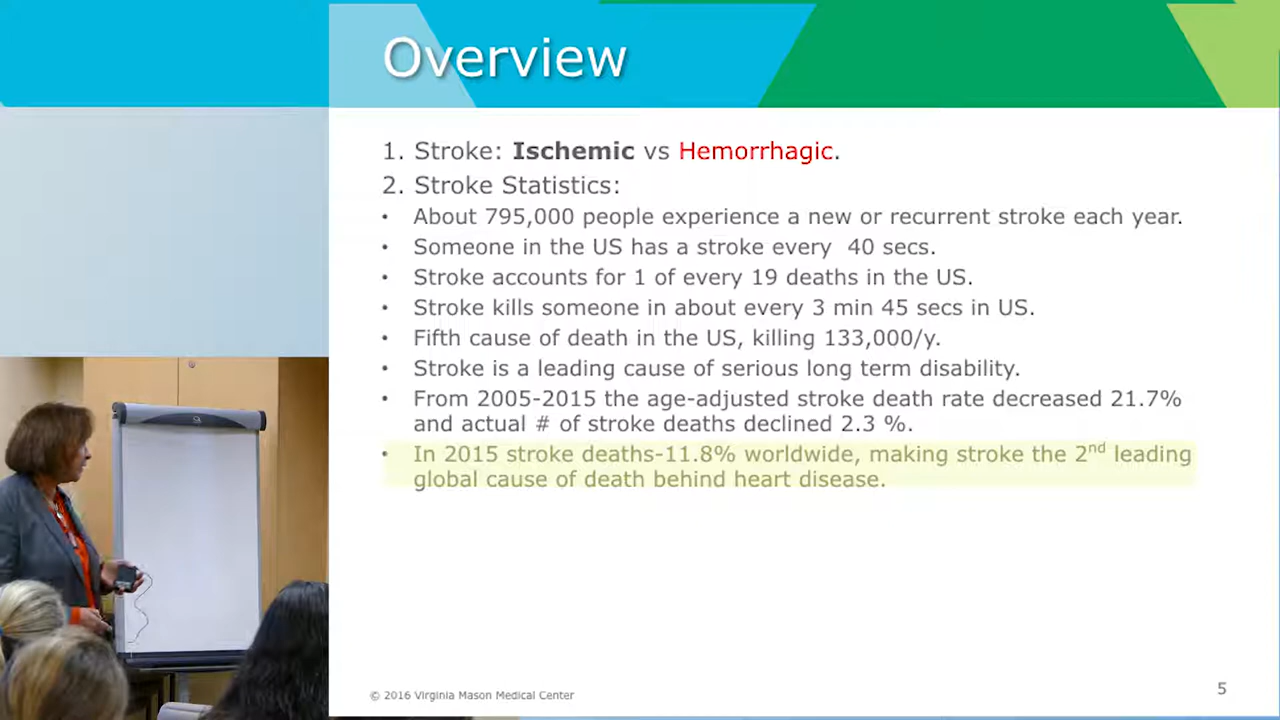 Overview
1. Stroke: Ischemic vs Hemorrhagic.
2. Stroke Statistics:
• About 795,000 people experience a new or recurrent stroke each year.
• Someone in the US has a stroke every  40 secs.
• Stroke accounts for 1 of every 19 deaths in the US.
• Stroke kills someone in about every 3 min 45 secs in US.
• Fifth cause of death in the US, killing 133,000/y.
• Stroke is a leading cause of serious long term disability.
• From 2005-2015 the age-adjusted stroke death rate decreased 21.7%
and actual # of stroke deaths declined 2.3 %.
• In 2015 stroke deaths-11.8% worldwide, making stroke the 2nd leading
global cause of death behind heart disease.
© 2016 Virginia Mason Medical Center
5